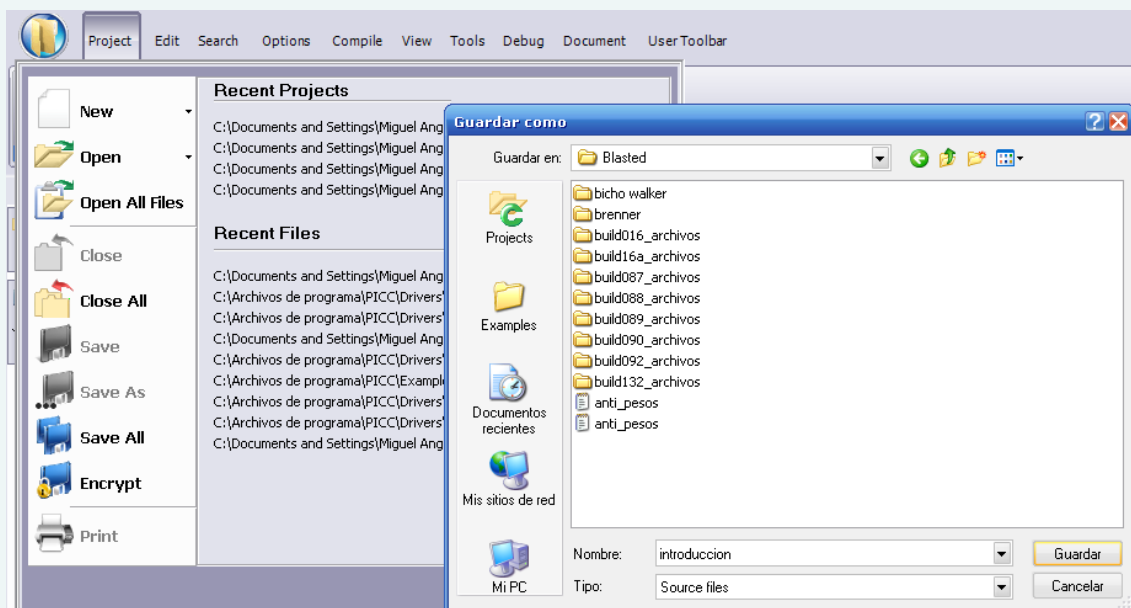 Project Edit Search Options Compile View Tools Debug Document User Toolbar
New
Open
Open All Files
Close
Close All
Save
Save As
Save All
Encrypt
Print
Recent Projects
C:\Documents and Settings\Miguel Ang
C:\Documents and Settings\Miguel Ang
C:\Documents and Settings\Miguel Ang
C:\Documents and Settings\Miguel Ang
Recent Files
C:\Documents and Settings\Miguel Ang
C:\Archivos de programa\PICC\Drivers
C:\Archivos de programa\PICC\Drivers
C:\Documents and Settings\Miguel Ang
C:\Archivos de programa\PICC\Drivers
C:\Archivos de programa\PICC\Exampl
C:\Archivos de programa\PICC\Drivers
C:\Archivos de programa\PICC\Drivers
C:\Documents and Settings\Miguel Ang
Guardar como
Guardar en: Blasted
Projects
Examples
Documentos
recientes
Mis sitios de red
Mi PC
bicho walker
brenner
build016_archivos
build16a_archivos
build087_archivos
build088_archivos
build089_archivos
build090_archivos
build092_archivos
build132_archivos
anti_pesos
anti_pesos
Nombre: introduccion Guardar
Tipo: Source files Cancelar